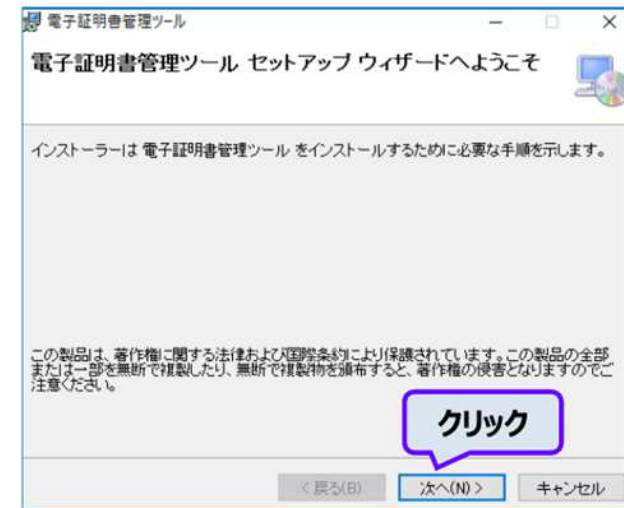 電子証明書管理ツール
電子証明書管理ツール セットアップ ウィザードへようこそ
インストーラーは 電子証明書管理ツール をインストールするために必要な手順を示します。
この製品は、著作権に関する法律および国際条約により保護されています。この製品の全部
または一部を無断で複製したり、無断で複製物を頒布すると、著作権の侵害となりますのでご
注意ください。
クリック
< 戻る(B) 次へ(N) > キャンセル